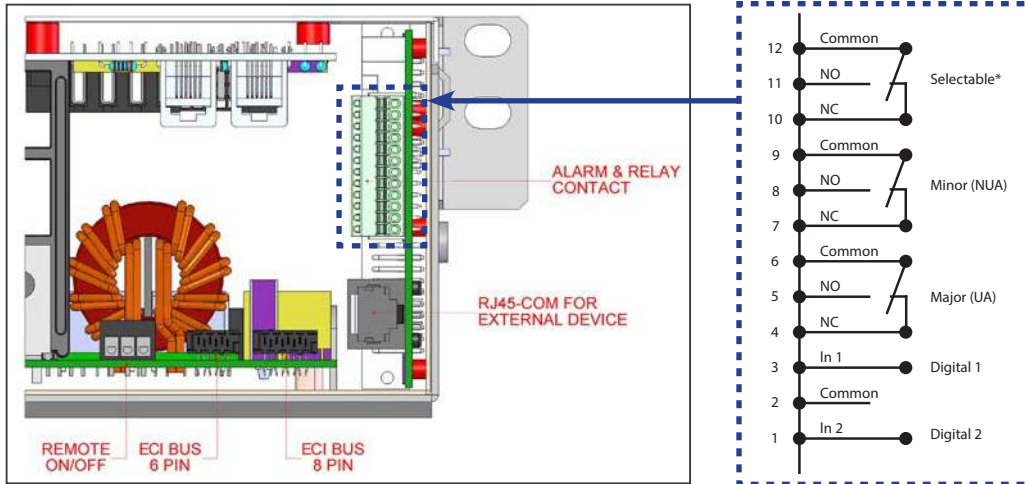 ALARM & RELAY
CONTACT
RJ45-COM FOR
EXTERNAL DEVICE
REMOTE
ON/OFF
ECI BUS
6 PIN
ECI BUS
8 PIN
12 Common
11 NO Selectable*
10 NC
9 Common
8 NO Minor (NUA)
7 NC
6 Common
5 NO Major (UA)
4 NC
3 In 1 Digital 1
2 Common
1 In 2 Digital 2